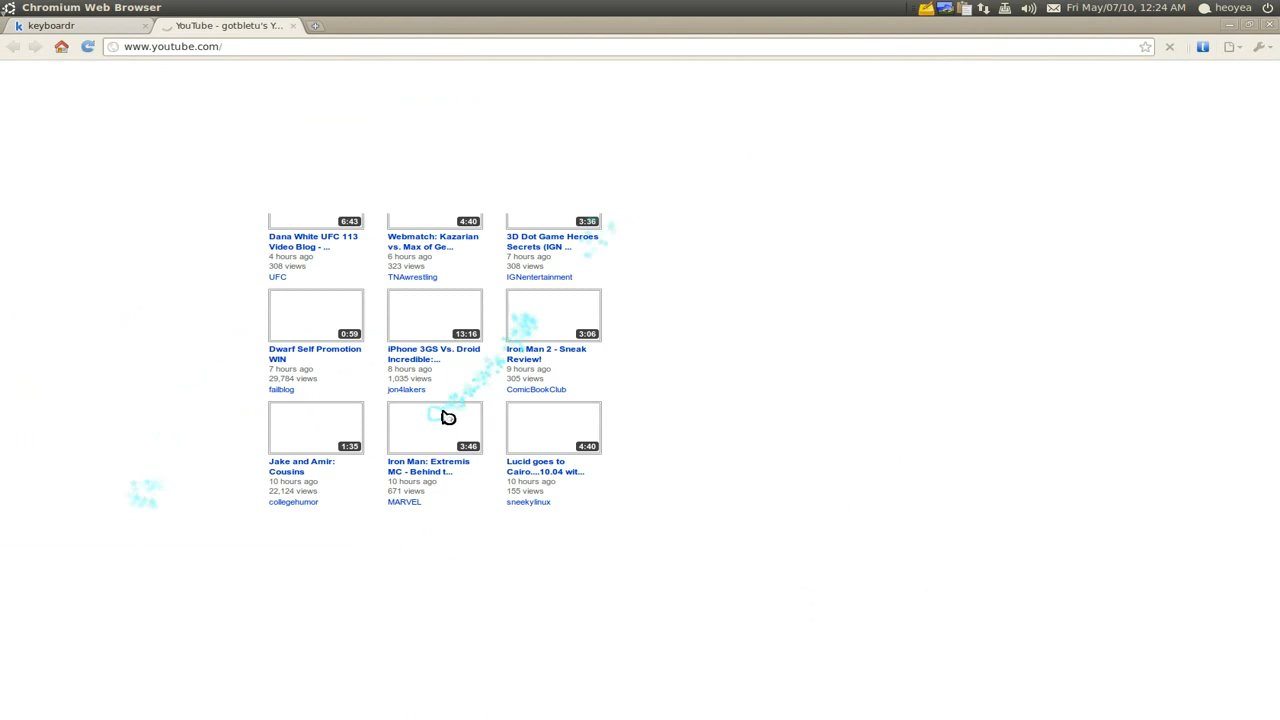 Chromium Web Browser
Fri May/07/10, 12:24 AM
heoyea
keyboardr
YouTube - gotbletu's Y...
www.youtube.com/
6:43
4:40
3:36
Dana White UFC 113
Video Blog - ...
4 hours ago
308 views
UFC
Webmatch: Kazarian
vs. Max of Ge...
6 hours ago
323 views
TNAwrestling
3D Dot Game Heroes
Secrets (IGN ...
7 hours ago
308 views
IGNentertainment
0:59
13:16
3:06
Dwarf Self Promotion
WIN
7 hours ago
29,784 views
failblog
iPhone 3GS Vs. Droid
Incredible:...
8 hours ago
1,035 views
jon4lakers
Iron Man 2 - Sneak
Review!
9 hours ago
305 views
ComicBookClub
1:35
3:46
4:40
Jake and Amir:
Cousins
10 hours ago
22,124 views
collegehumor
Iron Man: Extremis
MC - Behind t...
10 hours ago
671 views
MARVEL
Lucid goes to
Cairo....10.04 wit...
10 hours ago
155 views
sneekylinux